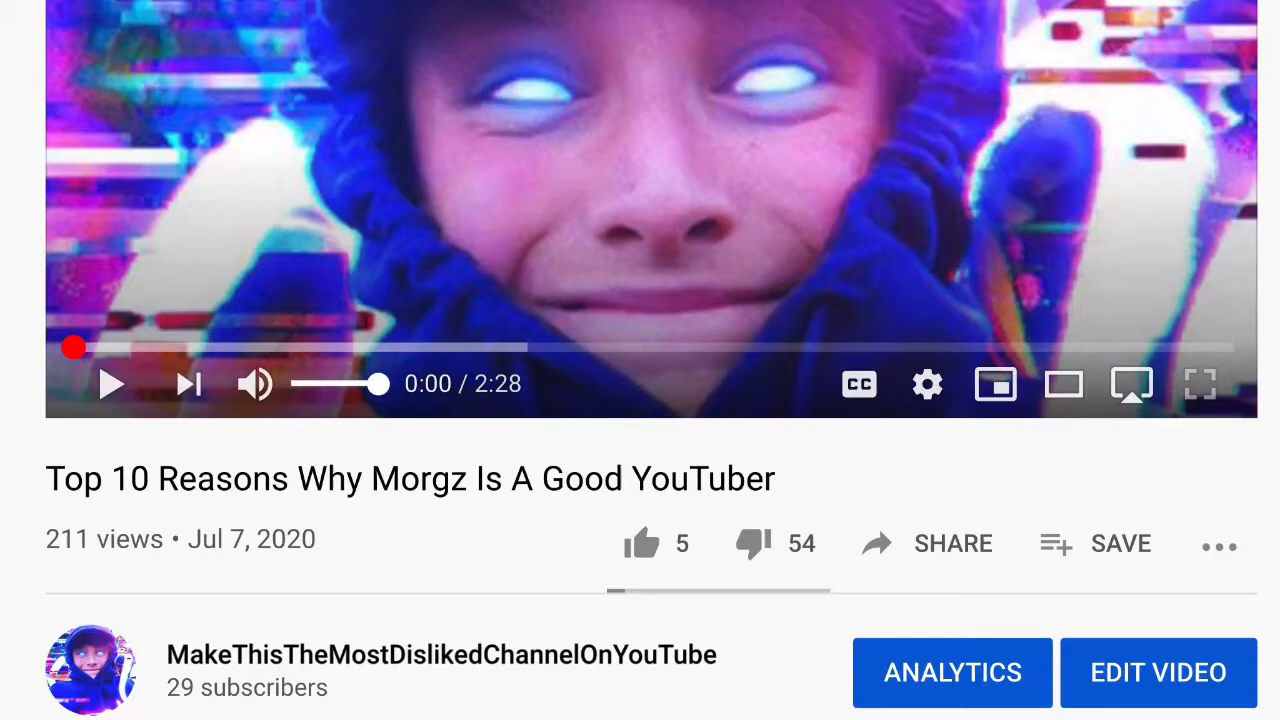 CC
0:00 / 2:28
Top 10 Reasons Why Morgz Is A Good YouTuber
211 views • Jul 7, 2020
5 54 SHARE SAVE
MakeThisTheMostDislikedChannelOnYouTube
29 subscribers
ANALYTICS EDIT VIDEO